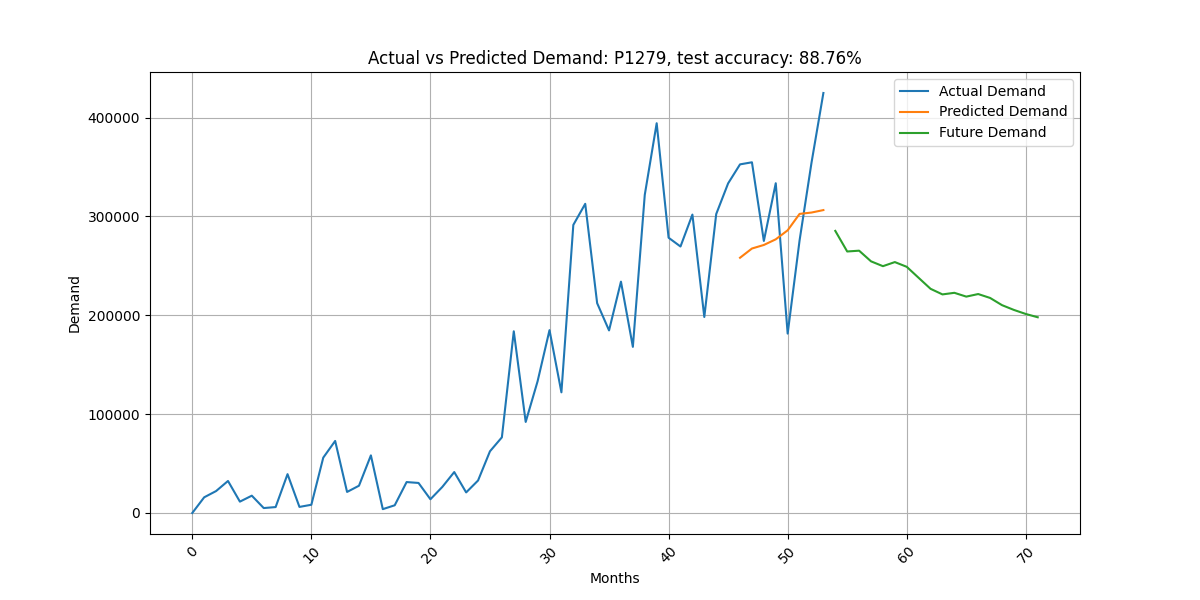 Actual vs Predicted Demand: P1279, test accuracy: 88.76%
Actual Demand
Predicted Demand
Future Demand
400000
300000
200000
100000
0
Demand
0 10 20 30 40 50 60 70
Months